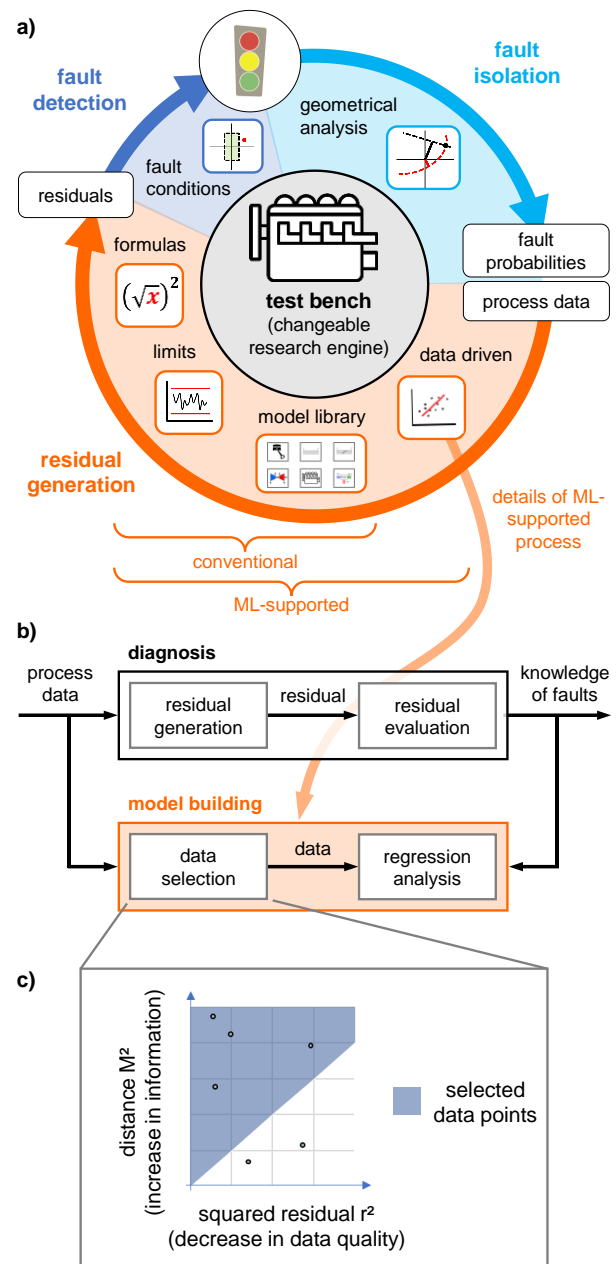 a)
fault
detection
fault
isolation
geometrical
analysis
fault
conditions
residuals
fault
probabilities
process data
formulas
(√x)²
test bench
(changeable
research engine)
limits
data driven
model library
residual
generation
details of ML-
supported
process
conventional
ML-supported
b)
process
data
diagnosis
knowledge
of faults
residual
generation
residual
residual
evaluation
model building
data
selection
data
regression
analysis
c)
distance M²
(increase in information)
selected
data points
squared residual r²
(decrease in data quality)